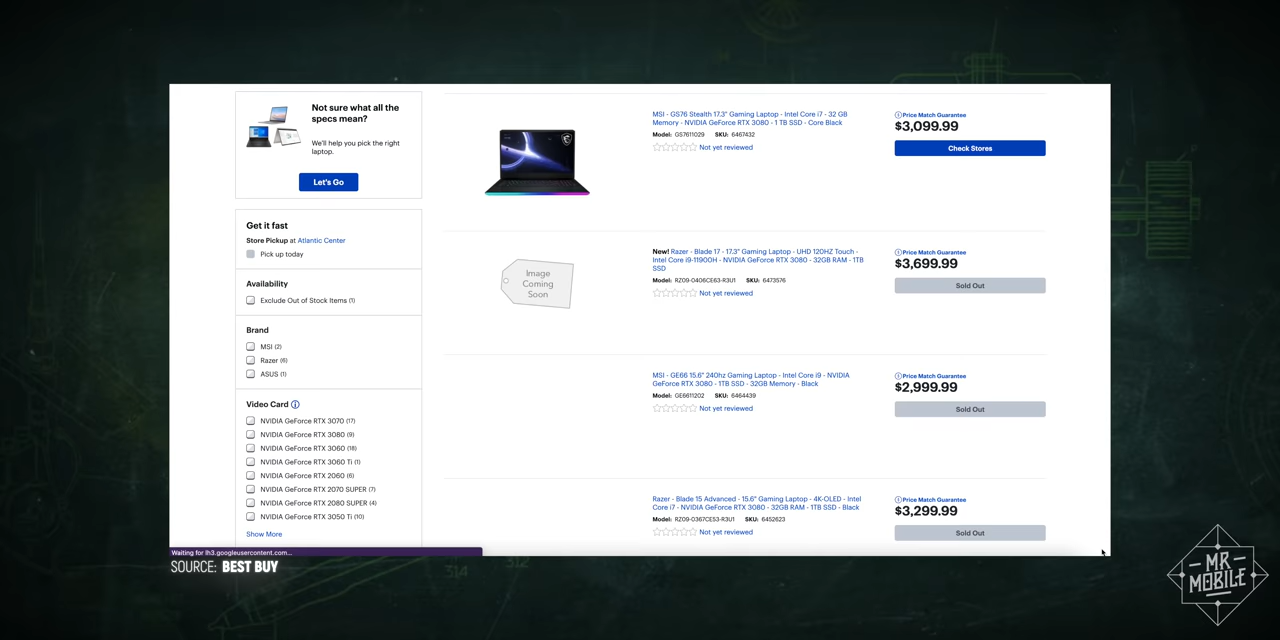 Not sure what all the
specs mean?
We'll help you pick the right
laptop.
Let's Go
Get it fast
Store Pickup at Atlantic Center
Pick up today
Availability
Exclude Out of Stock Items (1)
Brand
MSI (2)
Razer (6)
ASUS (1)
Video Card
NVIDIA GeForce RTX 3070 (17)
NVIDIA GeForce RTX 3080 (9)
NVIDIA GeForce RTX 3060 (18)
NVIDIA GeForce RTX 3060 Ti (1)
NVIDIA GeForce RTX 2060 (6)
NVIDIA GeForce RTX 2070 SUPER (7)
NVIDIA GeForce RTX 2080 SUPER (4)
NVIDIA GeForce RTX 3050 Ti (10)
Show More
MSI - GS76 Stealth 17.3" Gaming Laptop - Intel Core i7 - 32 GB
Memory - NVIDIA GeForce RTX 3080 - 1 TB SSD - Core Black
Model: GS7611029 SKU: 6467432
Not yet reviewed
Price Match Guarantee
$3,099.99
Check Stores
Image
Coming
Soon
New! Razer - Blade 17 - 17.3" Gaming Laptop - UHD 120HZ Touch -
Intel Core i9-11900H - NVIDIA GeForce RTX 3080 - 32GB RAM - 1TB
SSD
Model: RZ09-0406CE63-R3U1 SKU: 6473576
Not yet reviewed
Price Match Guarantee
$3,699.99
Sold Out
MSI - GE66 15.6" 240hz Gaming Laptop - Intel Core i9 - NVIDIA
GeForce RTX 3080 - 1TB SSD - 32GB Memory - Black
Model: GE6611202 SKU: 6464439
Not yet reviewed
Price Match Guarantee
$2,999.99
Sold Out
Razer - Blade 15 Advanced - 15.6" Gaming Laptop - 4K-OLED - Intel
Core i7 - NVIDIA GeForce RTX 3080 - 32GB RAM - 1TB SSD - Black
Model: RZ09-0367CE53-R3U1 SKU: 6452623
Not yet reviewed
Price Match Guarantee
$3,299.99
Sold Out
Waiting for lh3.googleusercontent.com...
SOURCE: BEST BUY
314
312
MR
MOBILE